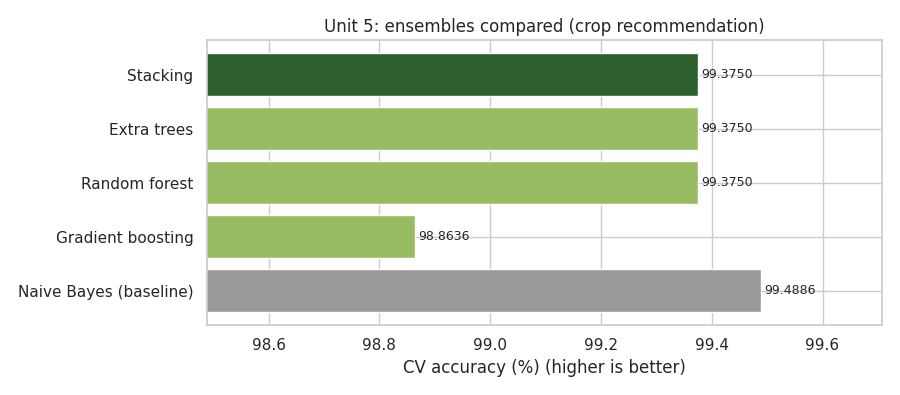 Unit 5: ensembles compared (crop recommendation)
Stacking 99.3750
Extra trees 99.3750
Random forest 99.3750
Gradient boosting 98.8636
Naive Bayes (baseline) 99.4886
98.6 98.8 99.0 99.2 99.4 99.6
CV accuracy (%) (higher is better)